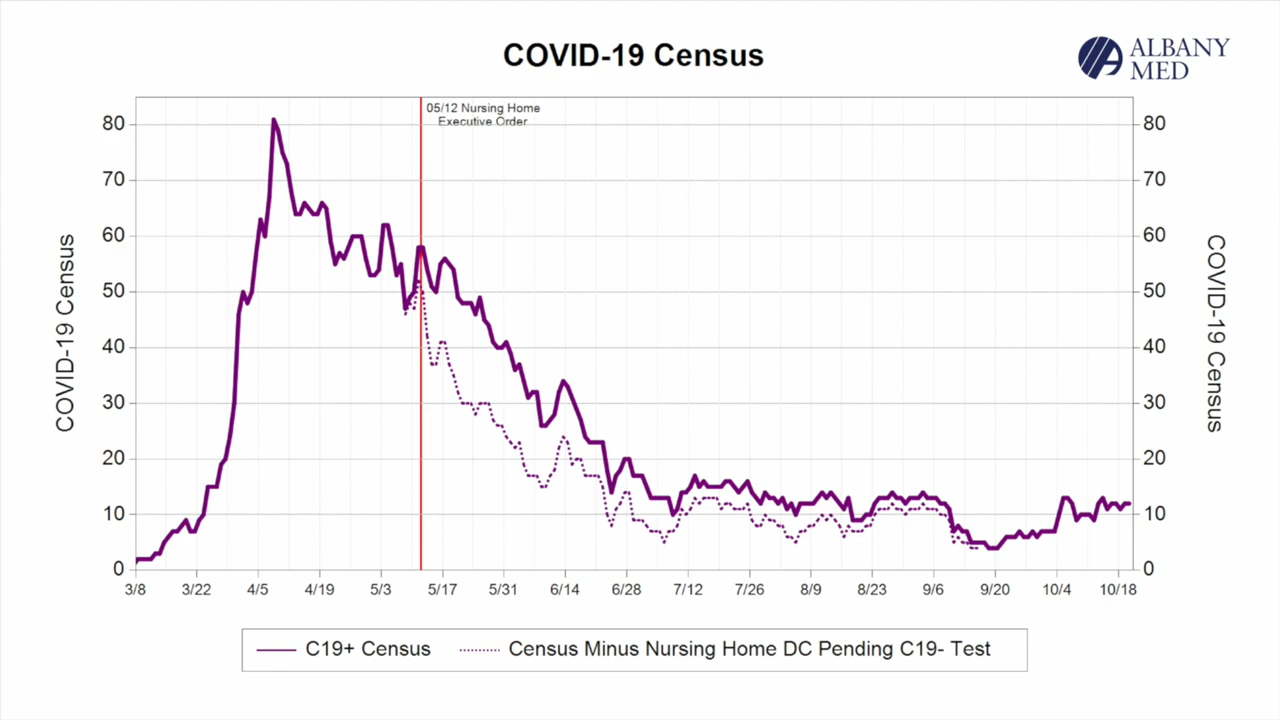 COVID-19 Census
ALBANY
MED
05/12 Nursing Home
Executive Order
80
70
60
50
40
30
20
10
0
COVID-19 Census
80
70
60
50
40
30
20
10
0
COVID-19 Census
3/8 3/22 4/5 4/19 5/3 5/17 5/31 6/14 6/28 7/12 7/26 8/9 8/23 9/6 9/20 10/4 10/18
C19+ Census Census Minus Nursing Home DC Pending C19- Test